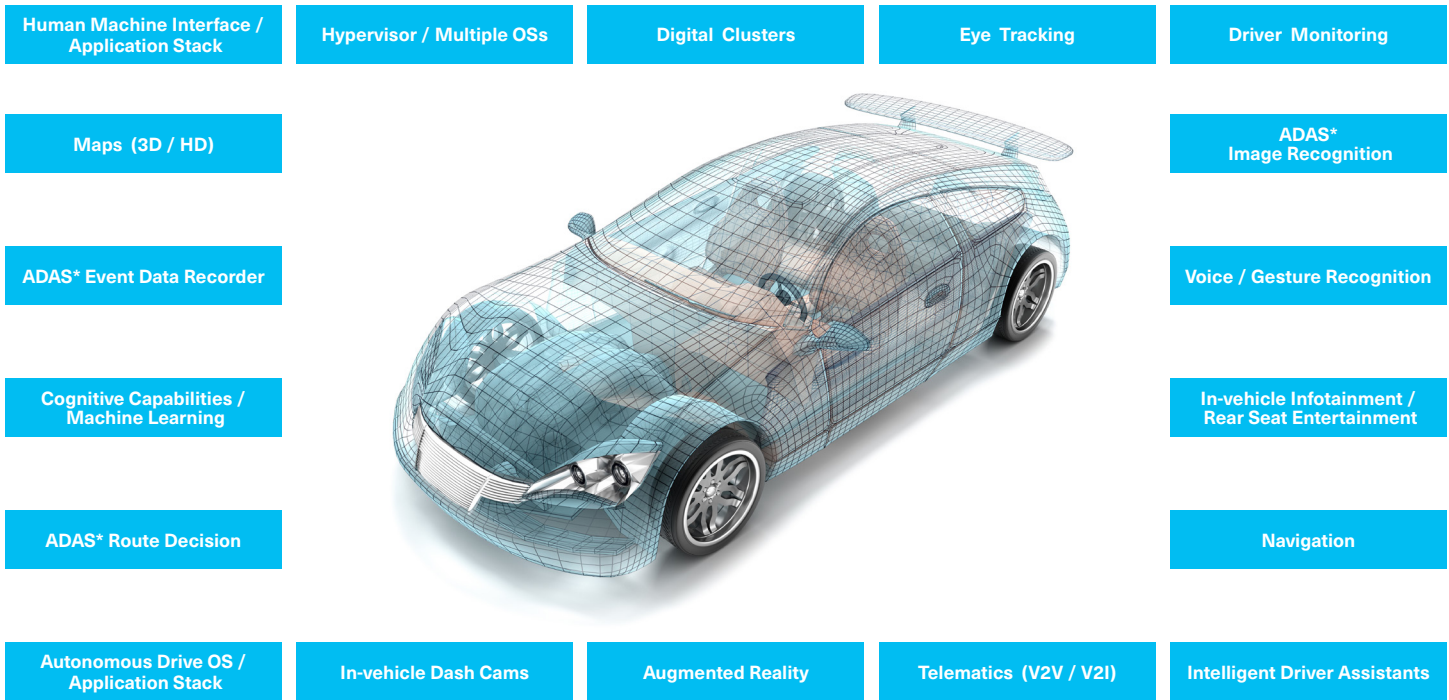 Human Machine Interface /
Application Stack
Hypervisor / Multiple OSs
Digital Clusters
Eye Tracking
Driver Monitoring
Maps (3D / HD)
ADAS*
Image Recognition
ADAS* Event Data Recorder
Voice / Gesture Recognition
Cognitive Capabilities /
Machine Learning
In-vehicle Infotainment /
Rear Seat Entertainment
ADAS* Route Decision
Navigation
Autonomous Drive OS /
Application Stack
In-vehicle Dash Cams
Augmented Reality
Telematics (V2V / V2I)
Intelligent Driver Assistants